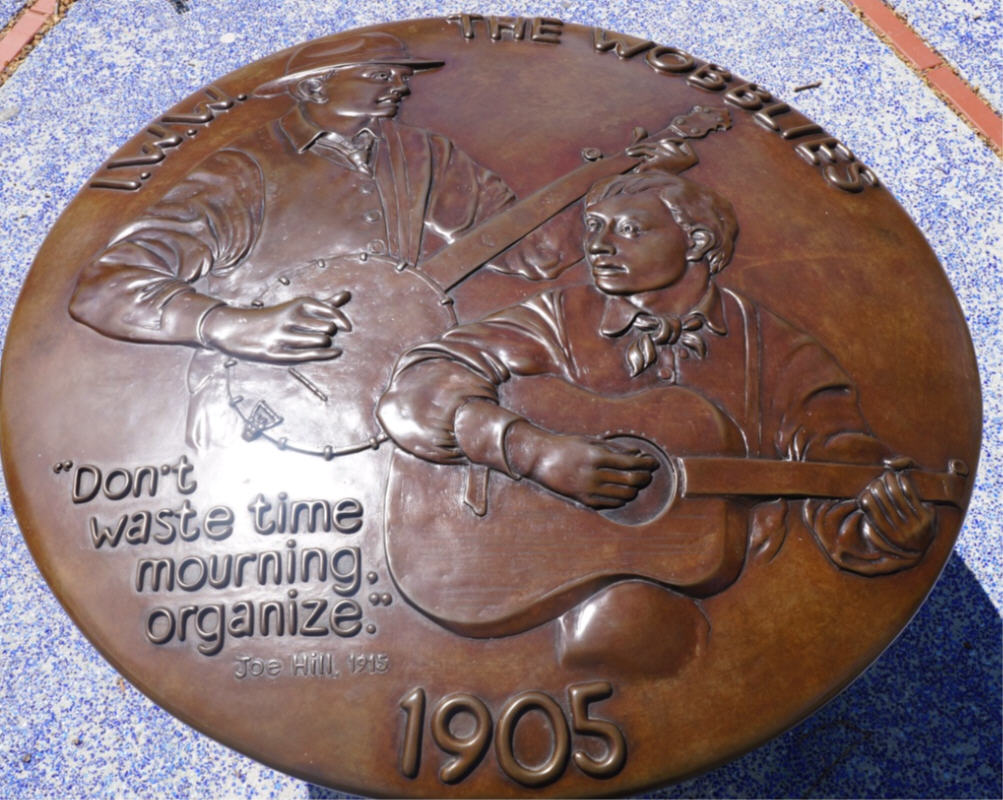 I.W.W.
THE WOBBLIES
"Don't
waste time
mourning.
organize."
Joe Hill, 1915
1905